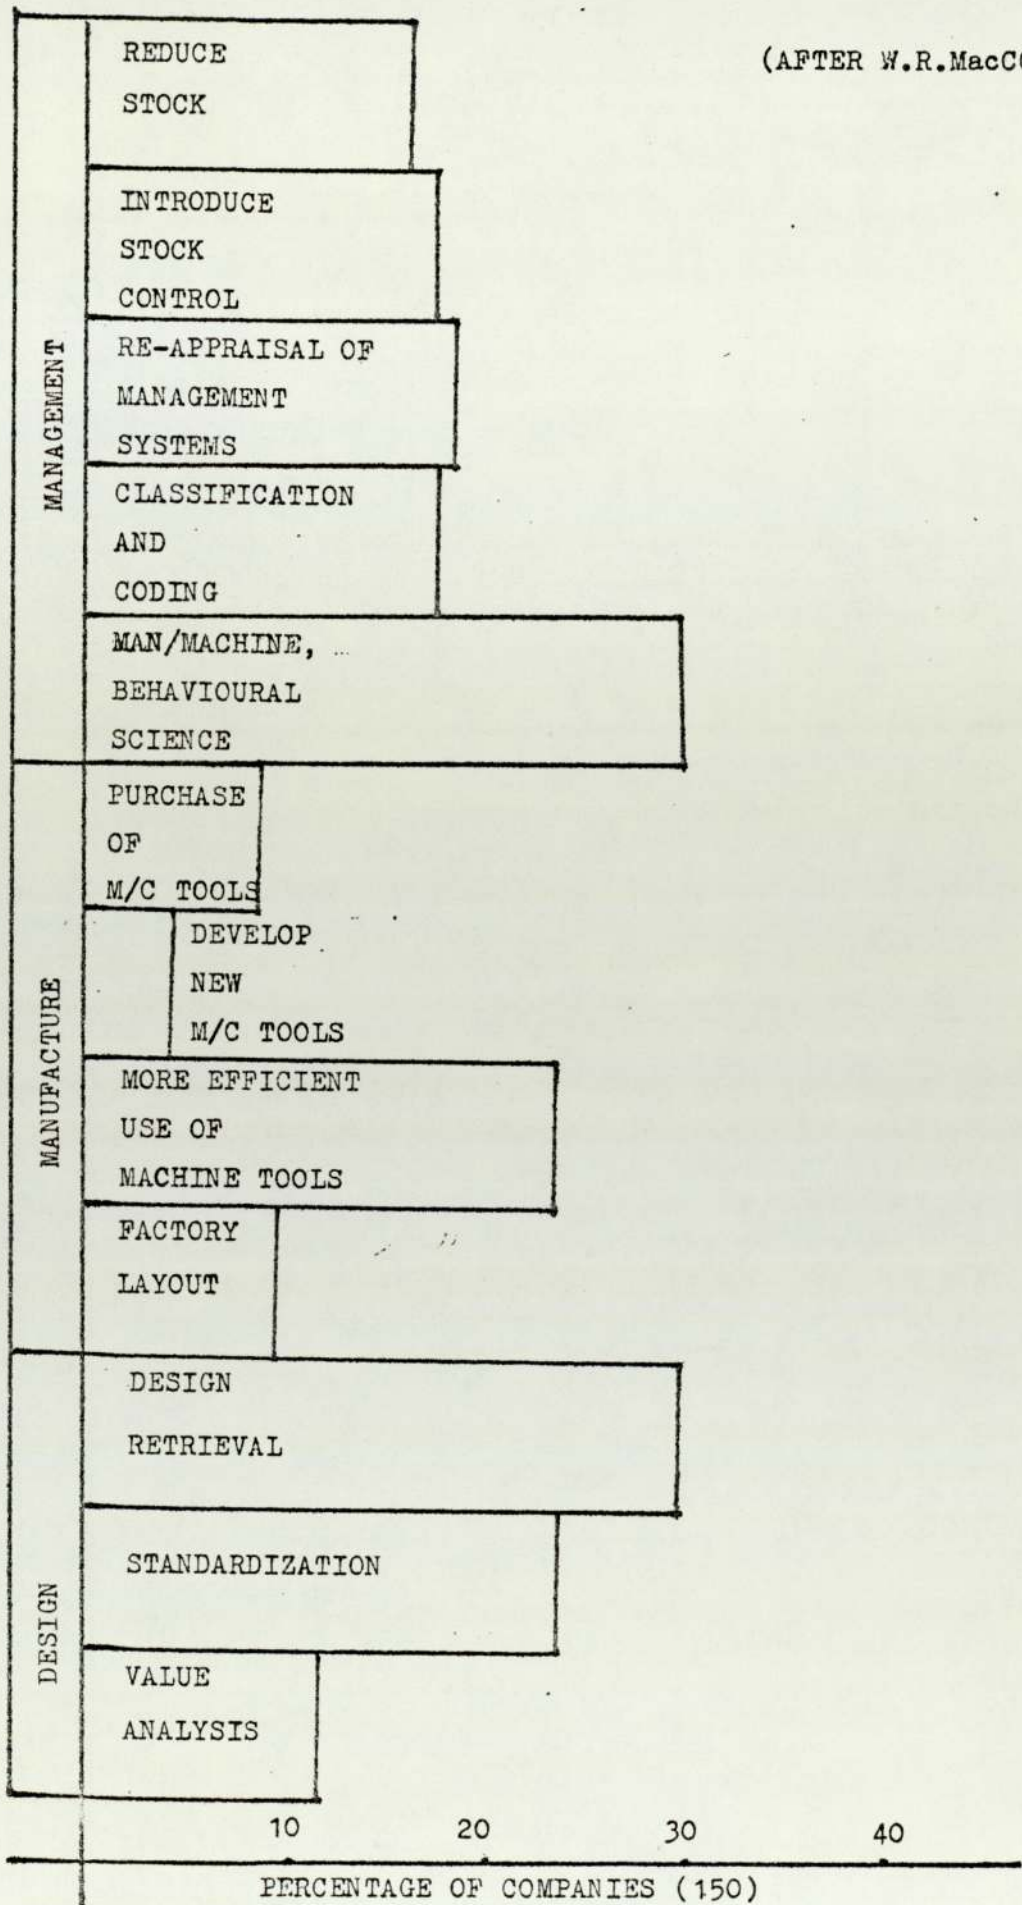 (AFTER W.R.MacC
MANAGEMENT
REDUCE
STOCK
INTRODUCE
STOCK
CONTROL
RE-APPRAISAL OF
MANAGEMENT
SYSTEMS
CLASSIFICATION
AND
CODING
MAN/MACHINE,
BEHAVIOURAL
SCIENCE
MANUFACTURE
PURCHASE
OF
M/C TOOLS
DEVELOP
NEW
M/C TOOLS
MORE EFFICIENT
USE OF
MACHINE TOOLS
FACTORY
LAYOUT
DESIGN
DESIGN
RETRIEVAL
STANDARDIZATION
VALUE
ANALYSIS
10 20 30 40
PERCENTAGE OF COMPANIES (150)